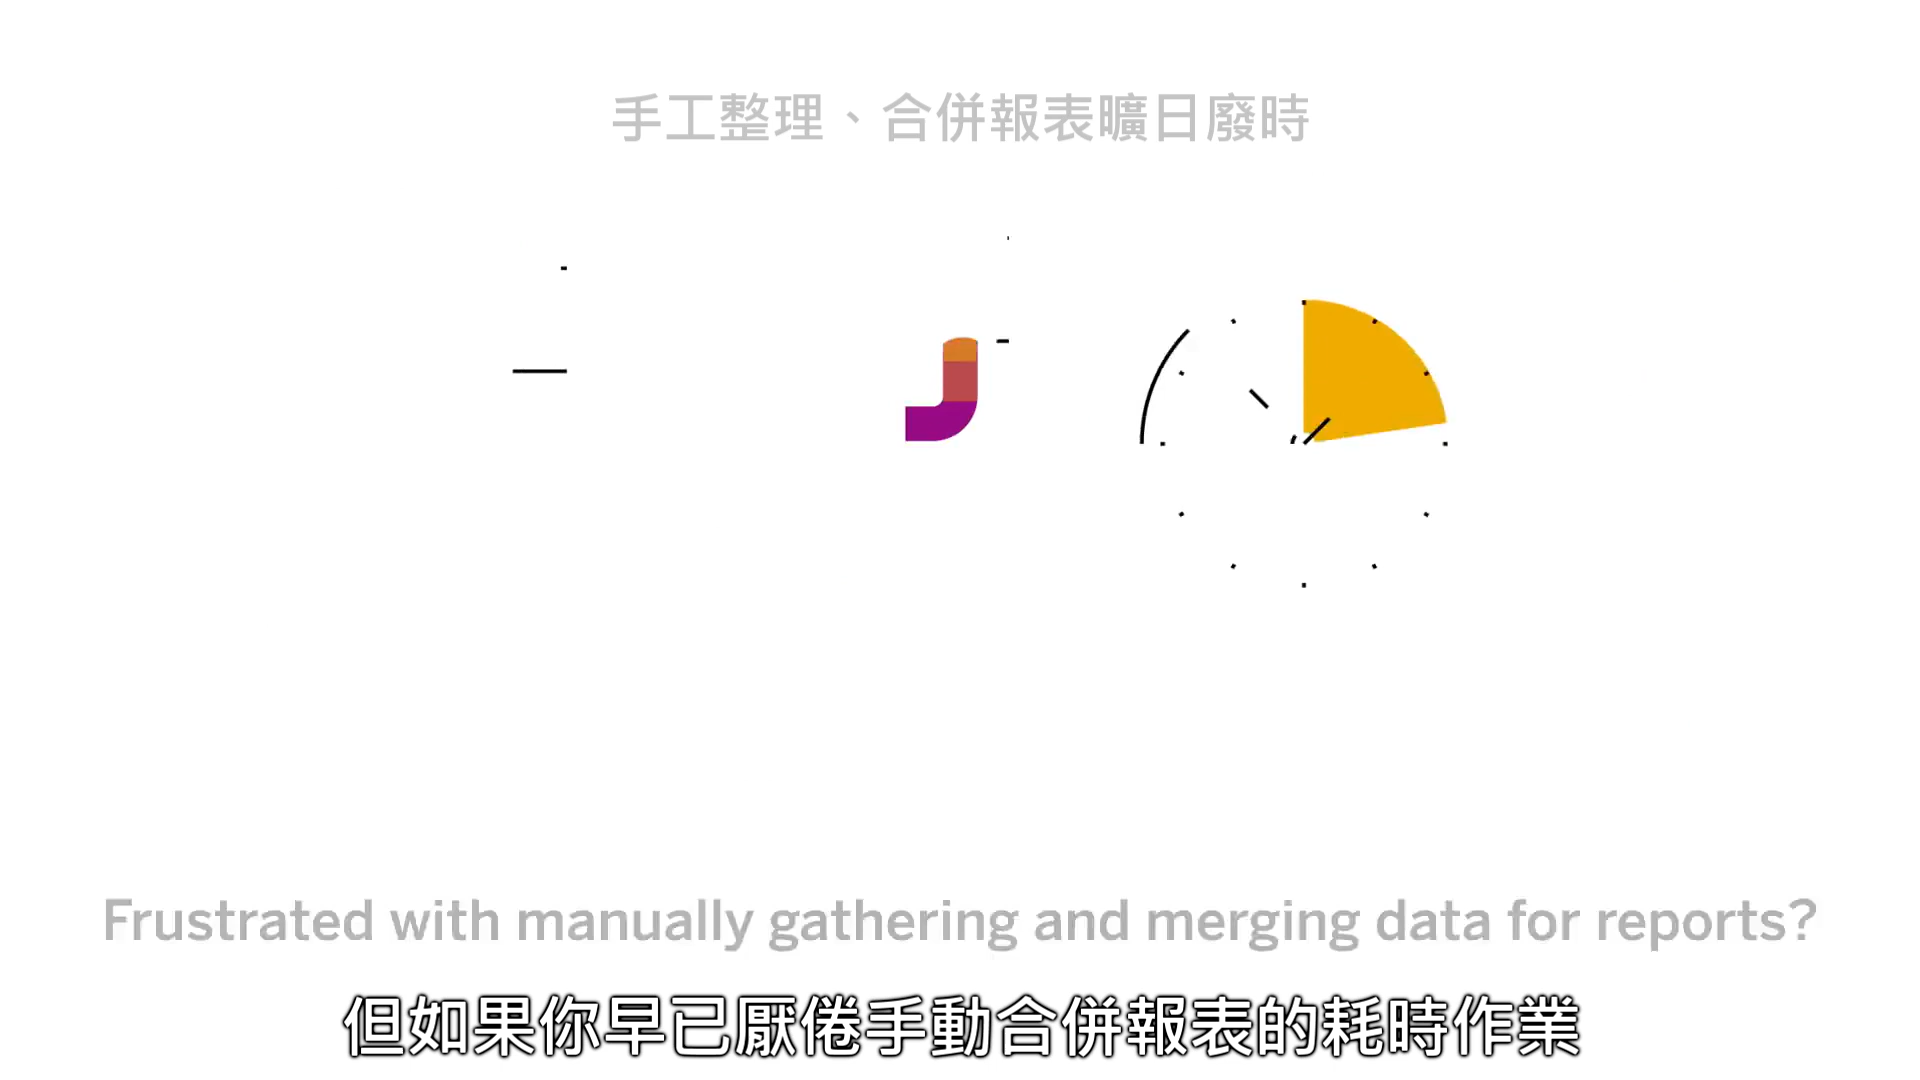 手工整理、合併報表曠日廢時
Frustrated with manually gathering and merging data for reports?
但如果你早已厭倦手動合併報表的耗時作業